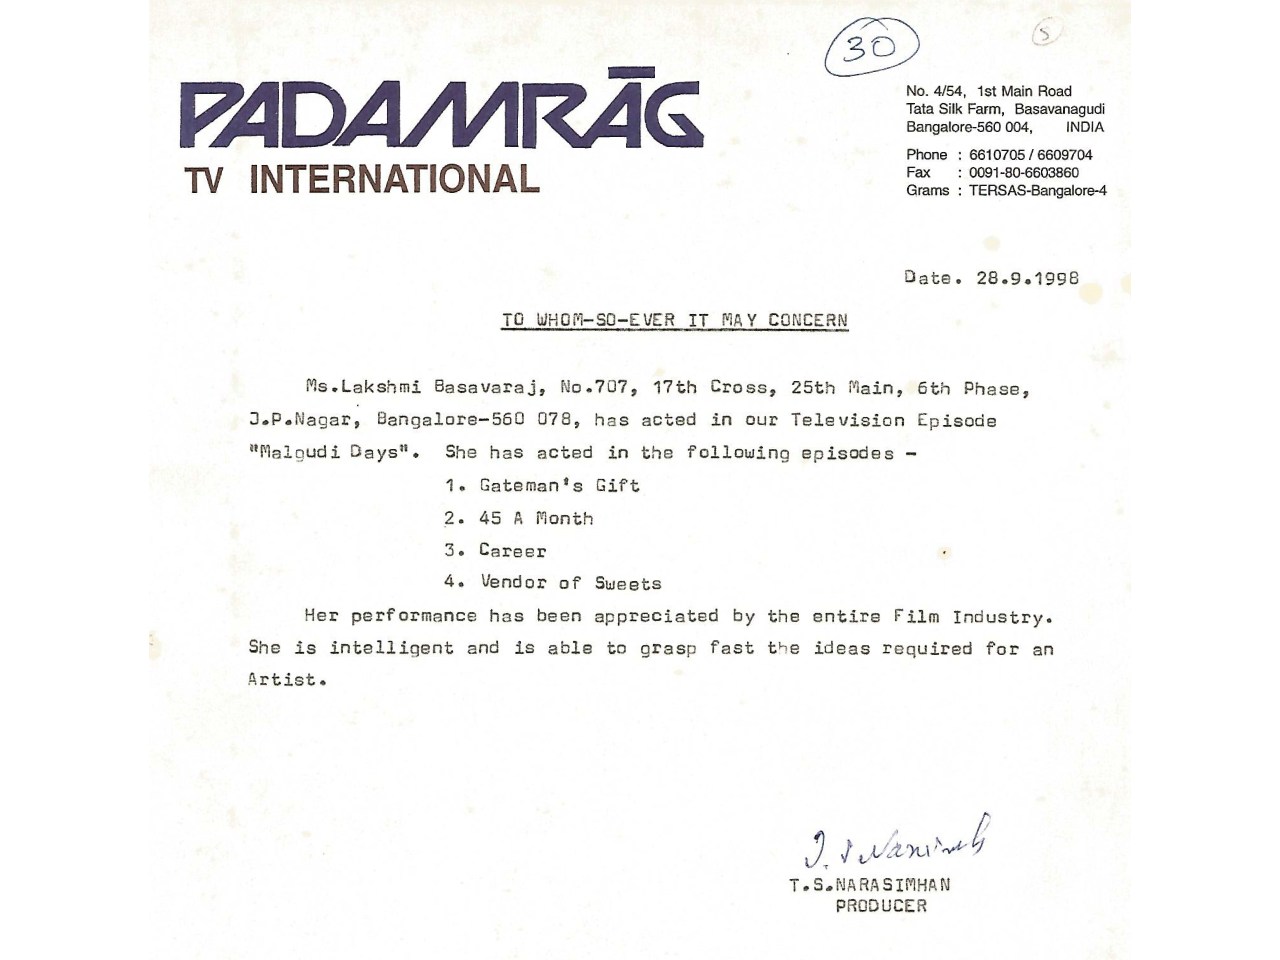 30
5
PADAMRĀG
TV INTERNATIONAL
No. 4/54, 1st Main Road
Tata Silk Farm, Basavanagudi
Bangalore-560 004, INDIA
Phone : 6610705 / 6609704
Fax : 0091-80-6603860
Grams : TERSAS-Bangalore-4
Date. 28.9.1998
TO WHOM-SO-EVER IT MAY CONCERN
Ms.Lakshmi Basavaraj, No.707, 17th Cross, 25th Main, 6th Phase,
J.P.Nagar, Bangalore-560 078, has acted in our Television Episode
"Malgudi Days". She has acted in the following episodes -
1. Gateman's Gift
2. 45 A Month
3. Career
4. Vendor of Sweets
Her performance has been appreciated by the entire Film Industry.
She is intelligent and is able to grasp fast the ideas required for an
Artist.
T.S.NARASIMHAN
PRODUCER